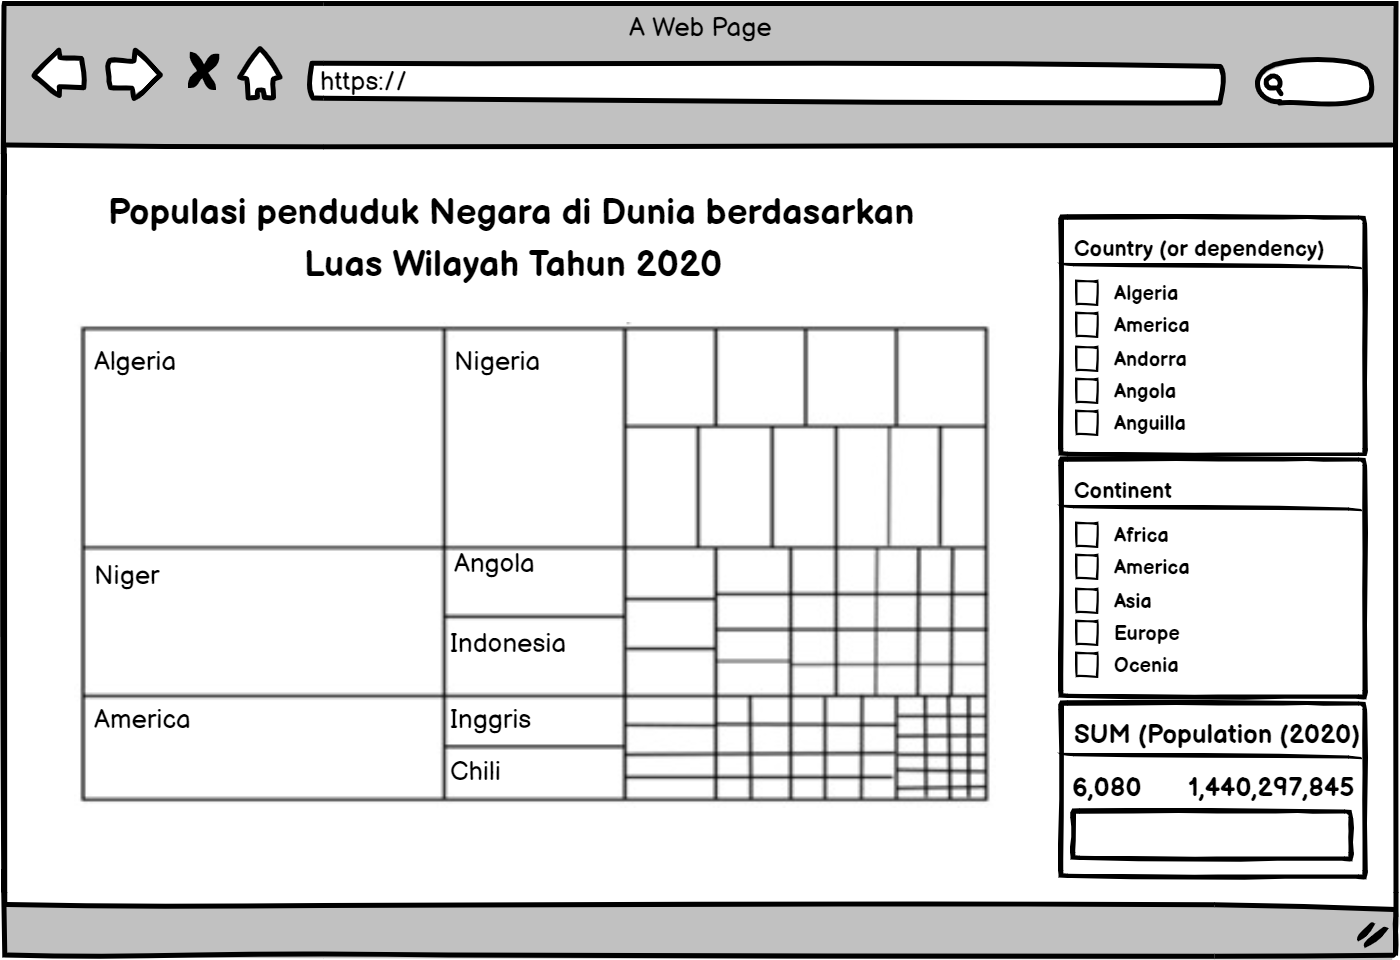 A Web Page
https://
Populasi penduduk Negara di Dunia berdasarkan
Luas Wilayah Tahun 2020
Algeria
Nigeria
Niger
Angola
Indonesia
America
Inggris
Chili
Country (or dependency)
Algeria
America
Andorra
Angola
Anguilla
Continent
Africa
America
Asia
Europe
Ocenia
SUM (Population (2020)
6,080 1,440,297,845